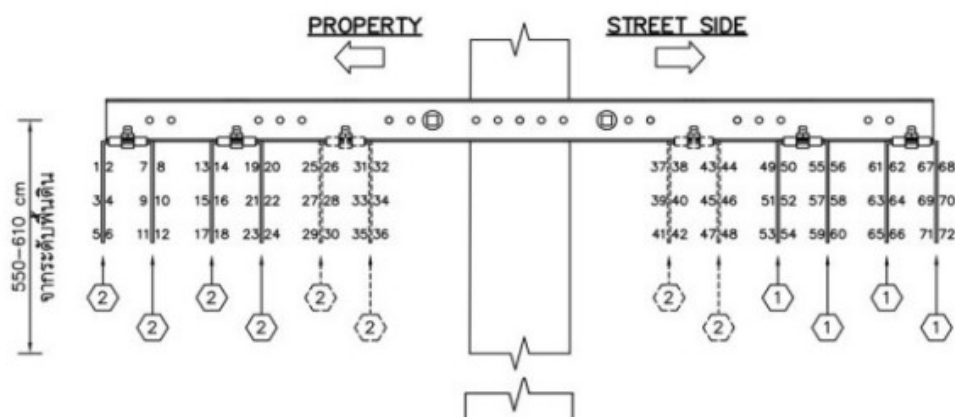 PROPERTY STREET SIDE
1 2 7 8 13 14 19 20 25 26 31 32 37 38 43 44 49 50 55 56 61 62 67 68
3 4 9 10 15 16 21 22 27 28 33 34 39 40 45 46 51 52 57 58 63 64 69 70
5 6 11 12 17 18 23 24 29 30 35 36 41 42 47 48 53 54 59 60 65 66 71 72
550-610 cm
จากระดับพื้นดิน
2 2 2 2 1 1
2 2 2 2 1 1